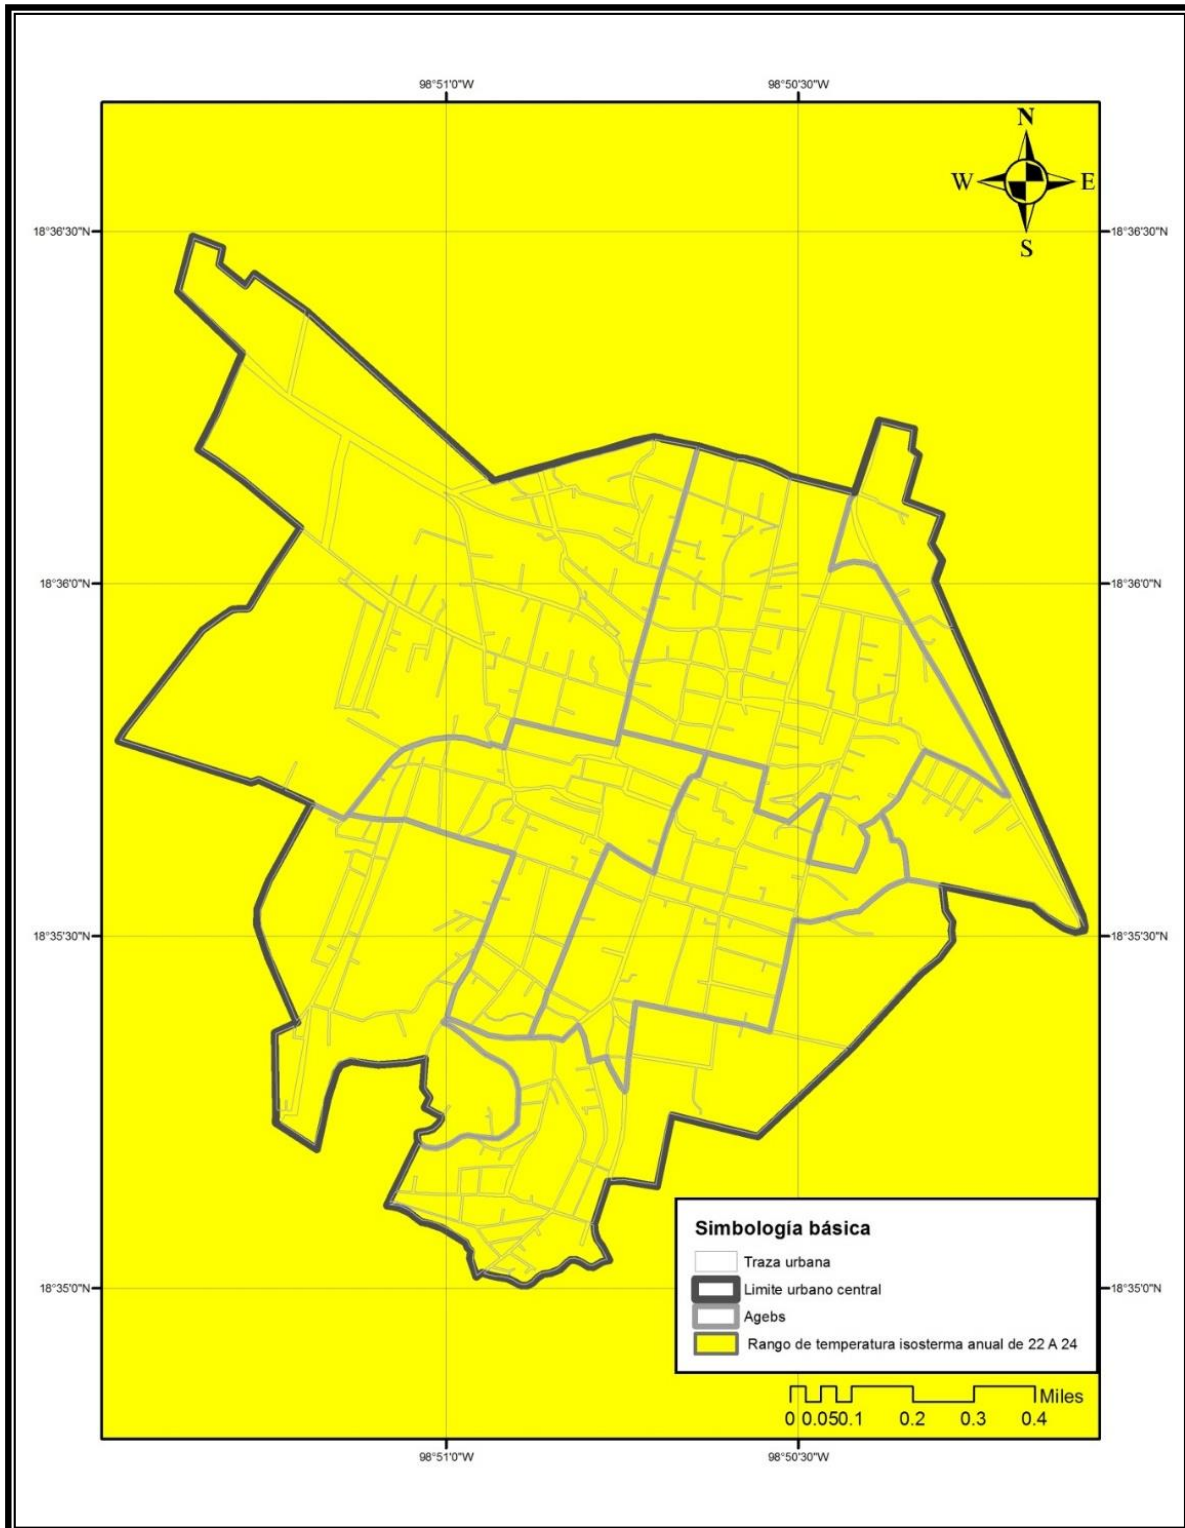 98°51'0"W
98°50'30"W
N
W
E
S
18°36'30"N
18°36'30"N
18°36'0"N
18°36'0"N
18°35'30"N
18°35'30"N
18°35'0"N
18°35'0"N
Simbología básica
Traza urbana
Limite urbano central
Agebs
Rango de temperatura isosterma anual de 22 A 24
Miles
0 0.050.1 0.2 0.3 0.4
98°51'0"W
98°50'30"W